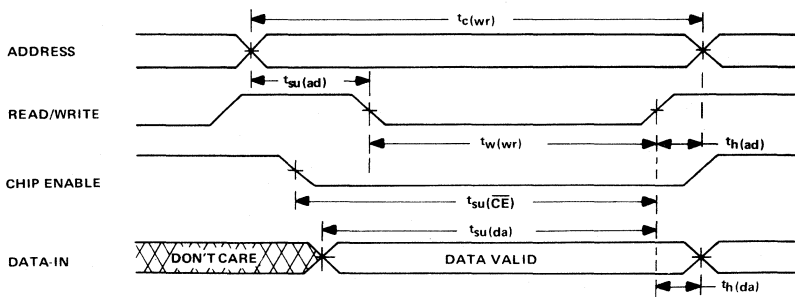 tc(wr)
ADDRESS
tsu(ad)
READ/WRITE
tw(wr)
th(ad)
CHIP ENABLE
tsu(C̅E̅)
tsu(da)
DON'T CARE
DATA VALID
DATA-IN
th(da)